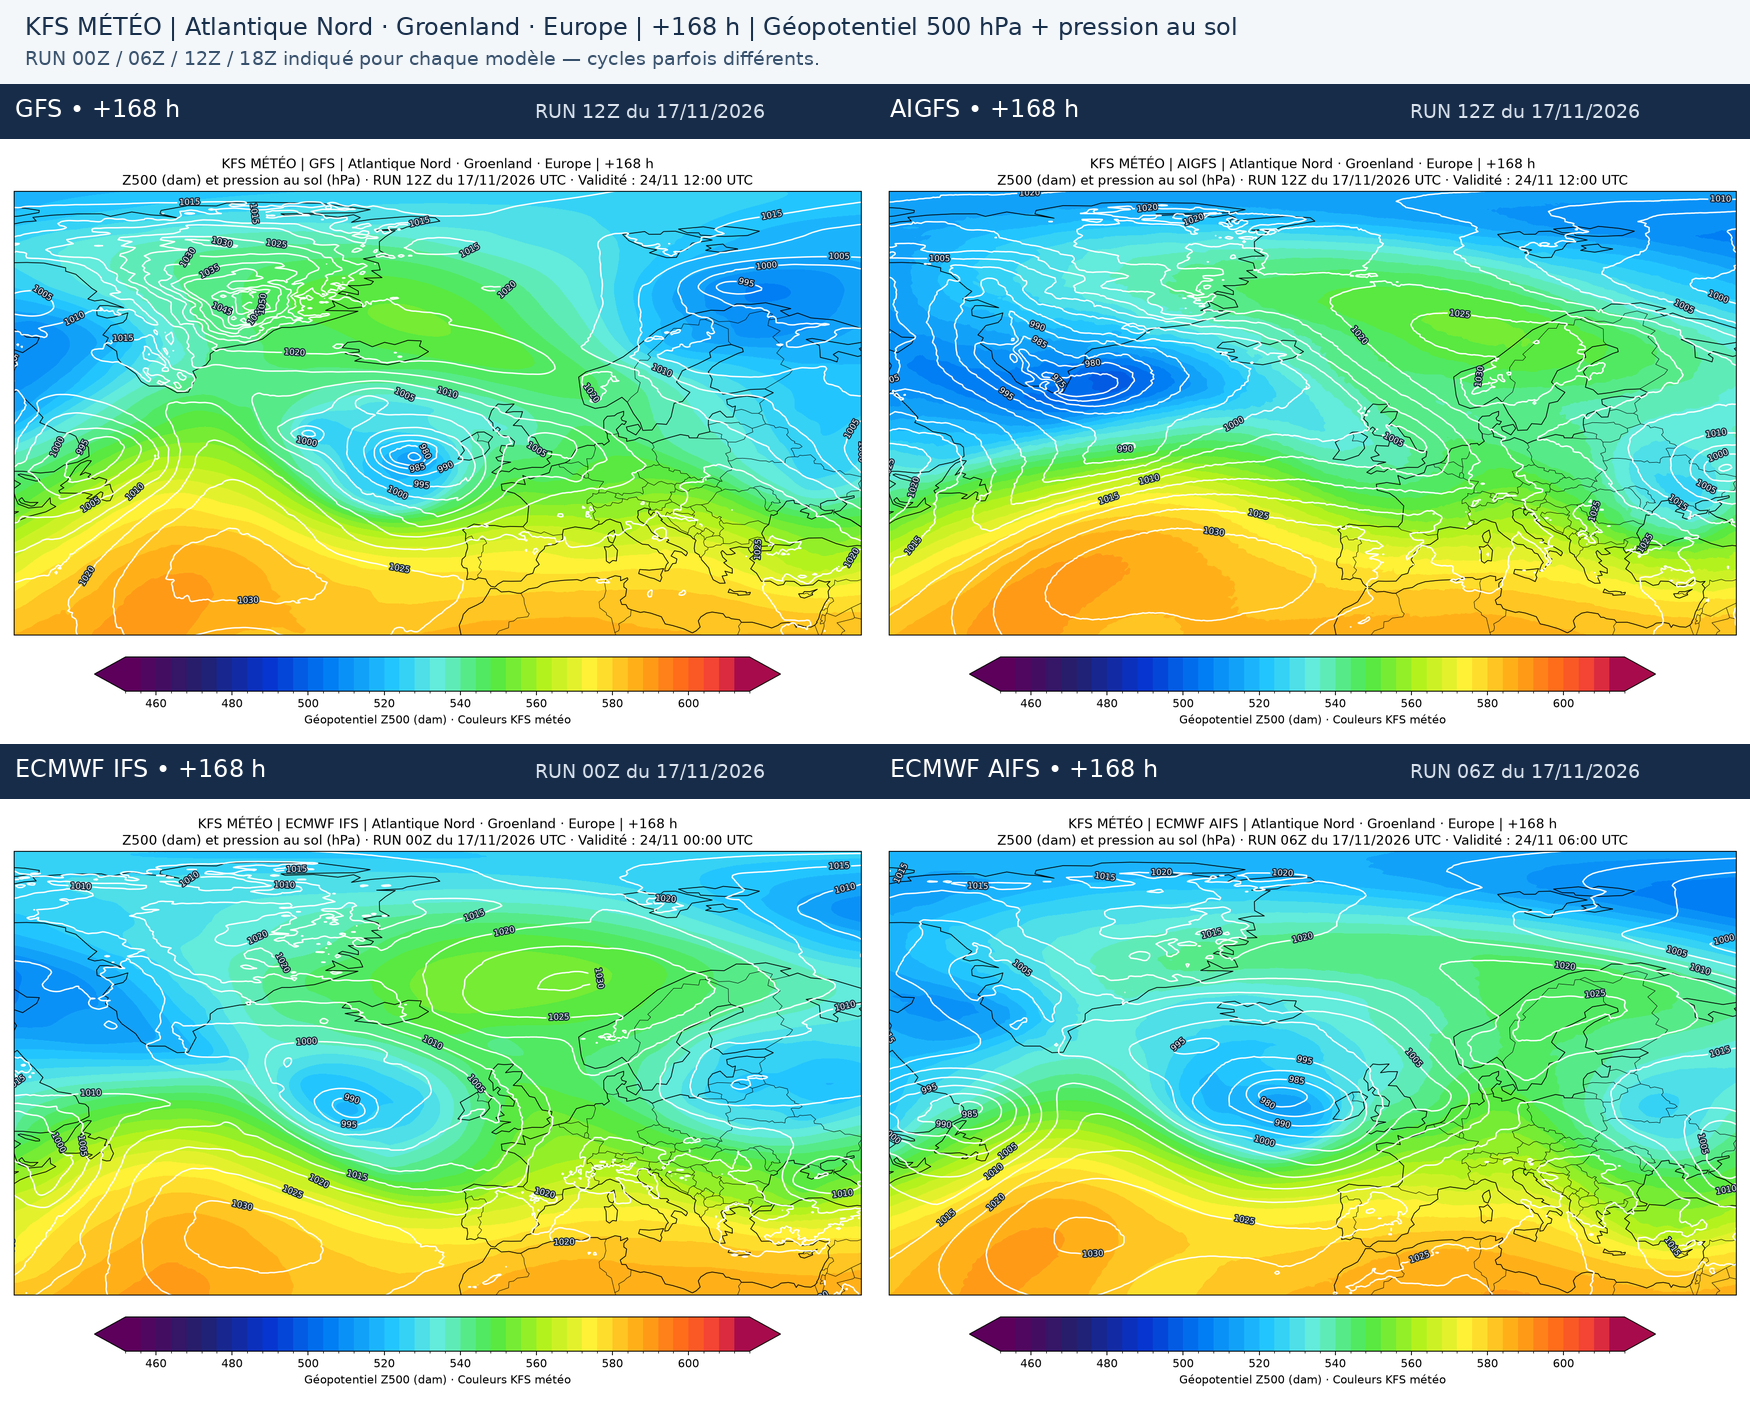 KFS MÉTÉO | Atlantique Nord · Groenland · Europe | +168 h | Géopotentiel 500 hPa + pression au sol
RUN 00Z / 06Z / 12Z / 18Z indiqué pour chaque modèle — cycles parfois différents.
GFS • +168 h
RUN 12Z du 17/11/2026
KFS MÉTÉO | GFS | Atlantique Nord · Groenland · Europe | +168 h
Z500 (dam) et pression au sol (hPa) · RUN 12Z du 17/11/2026 UTC · Validité : 24/11 12:00 UTC
460 480 500 520 540 560 580 600
Géopotentiel Z500 (dam) · Couleurs KFS météo
AIGFS • +168 h
RUN 12Z du 17/11/2026
KFS MÉTÉO | AIGFS | Atlantique Nord · Groenland · Europe | +168 h
Z500 (dam) et pression au sol (hPa) · RUN 12Z du 17/11/2026 UTC · Validité : 24/11 12:00 UTC
460 480 500 520 540 560 580 600
Géopotentiel Z500 (dam) · Couleurs KFS météo
ECMWF IFS • +168 h
RUN 00Z du 17/11/2026
KFS MÉTÉO | ECMWF IFS | Atlantique Nord · Groenland · Europe | +168 h
Z500 (dam) et pression au sol (hPa) · RUN 00Z du 17/11/2026 UTC · Validité : 24/11 00:00 UTC
460 480 500 520 540 560 580 600
Géopotentiel Z500 (dam) · Couleurs KFS météo
ECMWF AIFS • +168 h
RUN 06Z du 17/11/2026
KFS MÉTÉO | ECMWF AIFS | Atlantique Nord · Groenland · Europe | +168 h
Z500 (dam) et pression au sol (hPa) · RUN 06Z du 17/11/2026 UTC · Validité : 24/11 06:00 UTC
460 480 500 520 540 560 580 600
Géopotentiel Z500 (dam) · Couleurs KFS météo